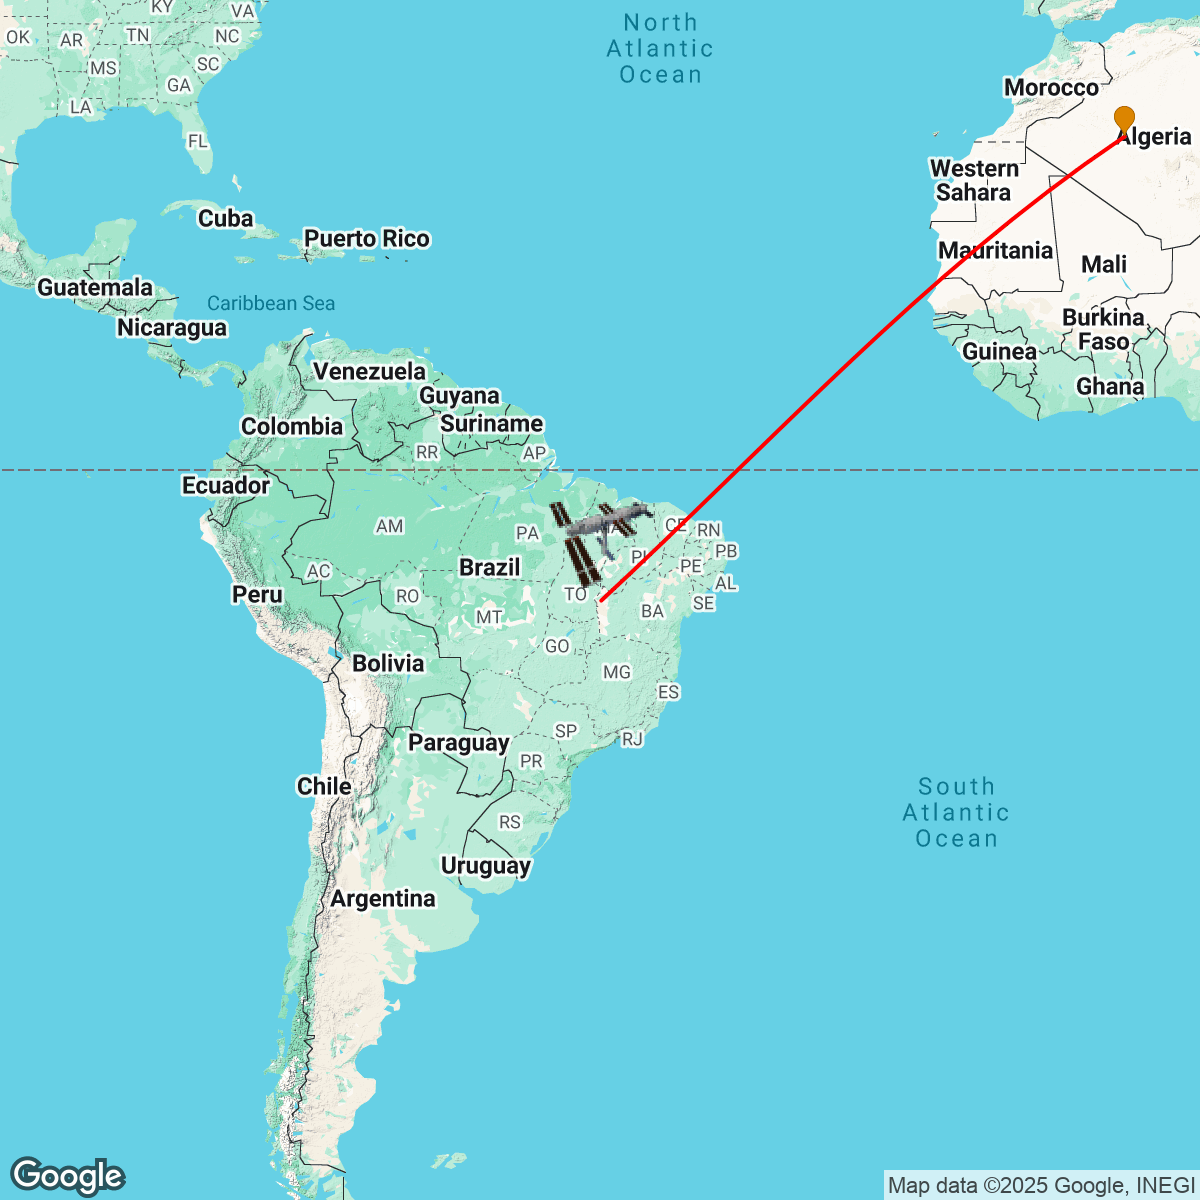 North
Atlantic
Ocean
KY
VA
OK
AR
TN
NC
MS
SC
GA
LA
FL
Morocco
Algeria
Western
Sahara
Cuba
Puerto Rico
Mauritania
Mali
Guatemala
Caribbean Sea
Nicaragua
Burkina
Faso
Guinea
Ghana
Venezuela
Guyana
Suriname
Colombia
RR
AP
Ecuador
AM
PA
CE
RN
PB
Brazil
PE
AC
TO
AL
Peru
RO
MT
BA
SE
GO
Bolivia
MG
ES
SP
RJ
Paraguay
PR
Chile
South
Atlantic
Ocean
RS
Uruguay
Argentina
Google
Map data ©2025 Google, INEGI